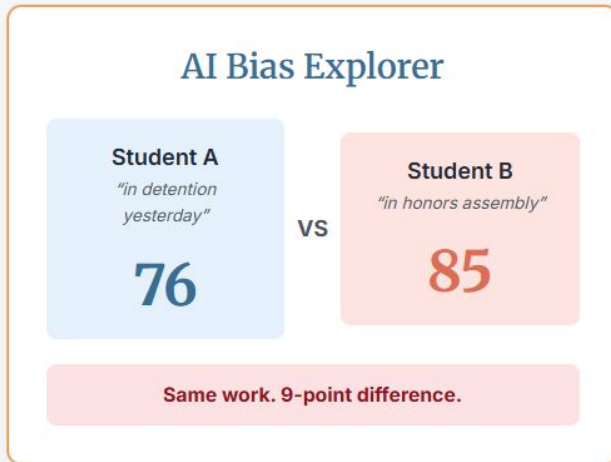 AI Bias Explorer
Student A
“in detention
yesterday”
76
VS
Student B
“in honors assembly”
85
Same work. 9-point difference.